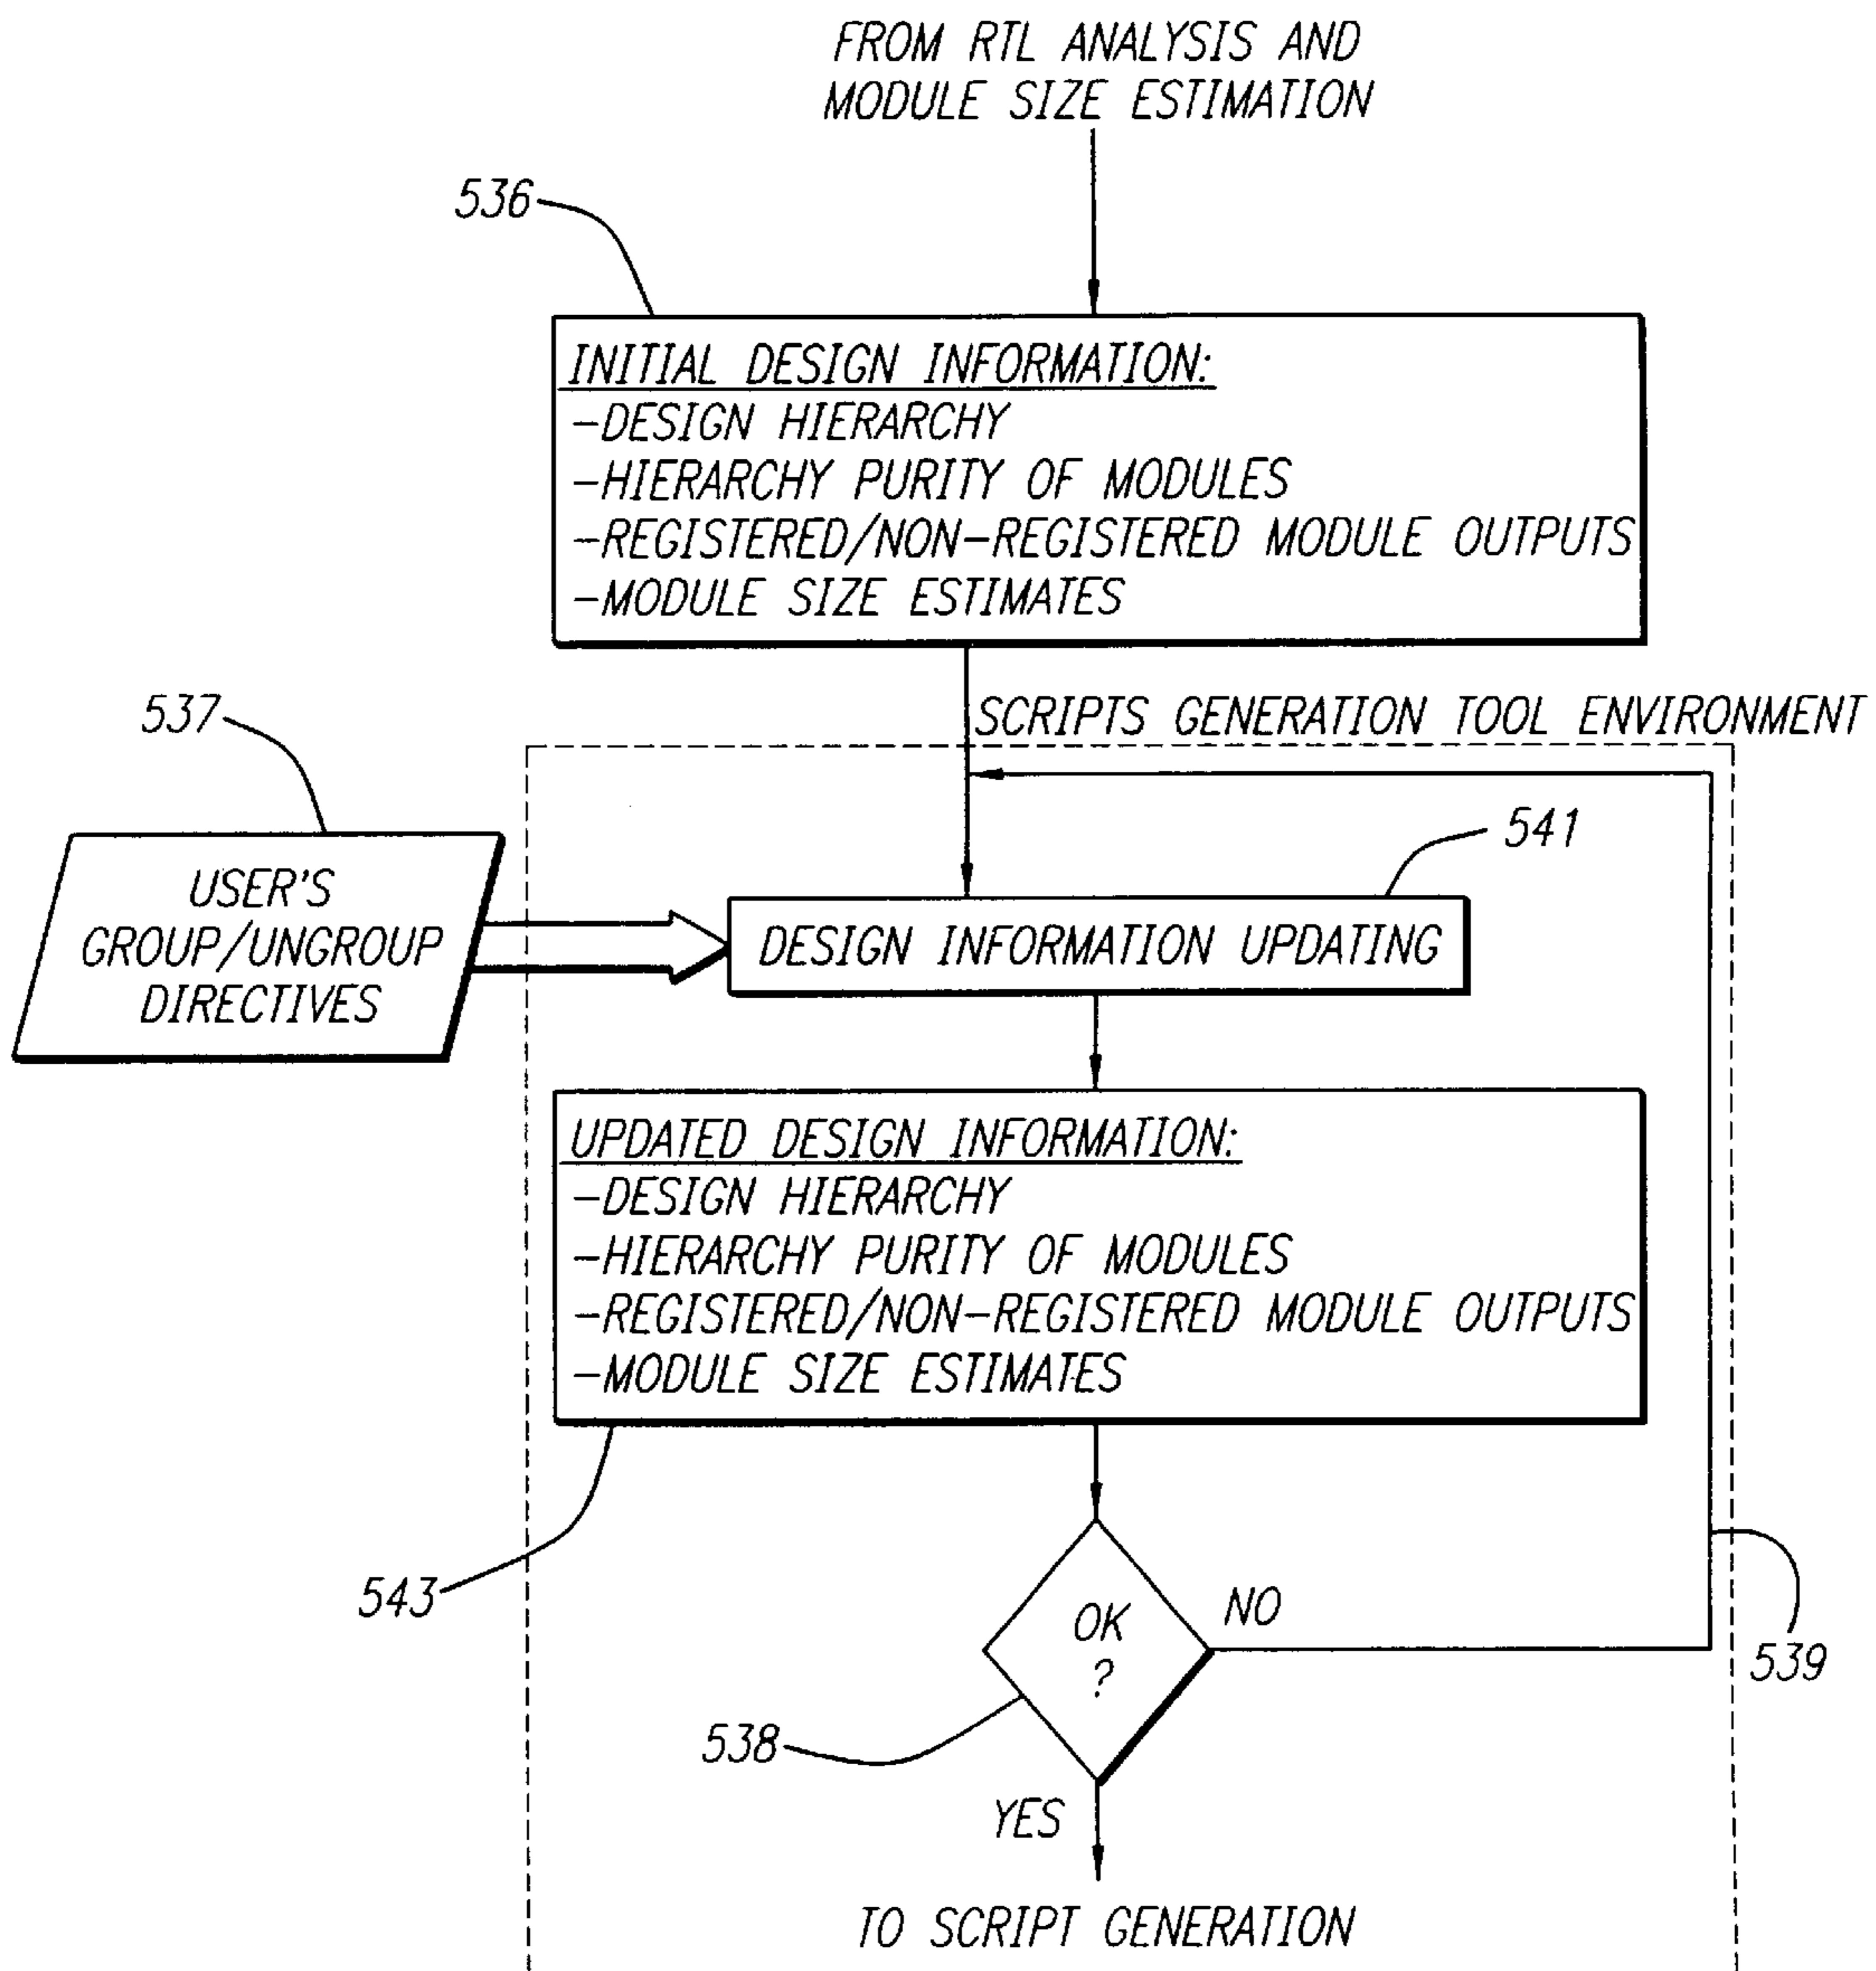 FROM RTL ANALYSIS AND
MODULE SIZE ESTIMATION
536
INITIAL DESIGN INFORMATION:
-DESIGN HIERARCHY
-HIERARCHY PURITY OF MODULES
-REGISTERED/NON-REGISTERED MODULE OUTPUTS
-MODULE SIZE ESTIMATES
SCRIPTS GENERATION TOOL ENVIRONMENT
537
541
USER'S
GROUP/UNGROUP
DIRECTIVES
DESIGN INFORMATION UPDATING
UPDATED DESIGN INFORMATION:
-DESIGN HIERARCHY
-HIERARCHY PURITY OF MODULES
-REGISTERED/NON-REGISTERED MODULE OUTPUTS
-MODULE SIZE ESTIMATES
543
OK
?
NO
539
538
YES
TO SCRIPT GENERATION